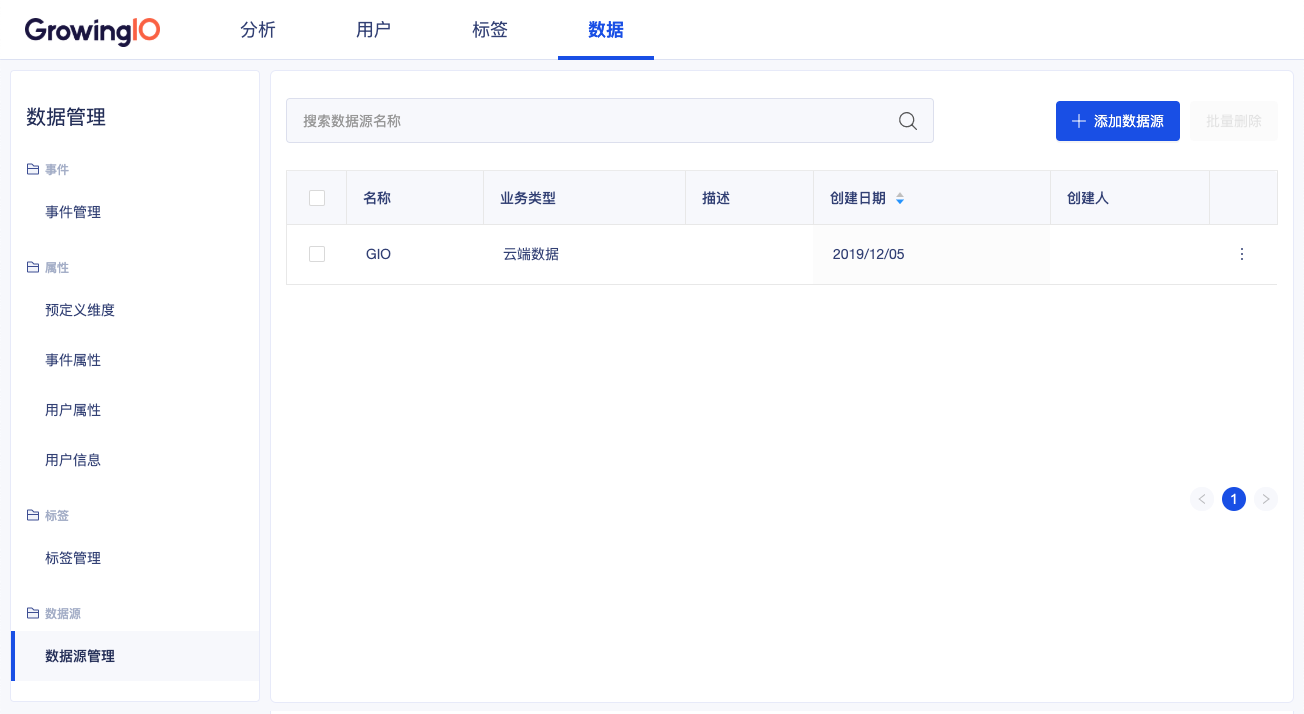 GrowingIO
分析
用户
标签
数据
数据管理
事件
事件管理
属性
预定义维度
事件属性
用户属性
用户信息
标签
标签管理
数据源
数据源管理
搜索数据源名称
添加数据源
批量删除
名称
业务类型
描述
创建日期
创建人
GIO
云端数据
2019/12/05
1